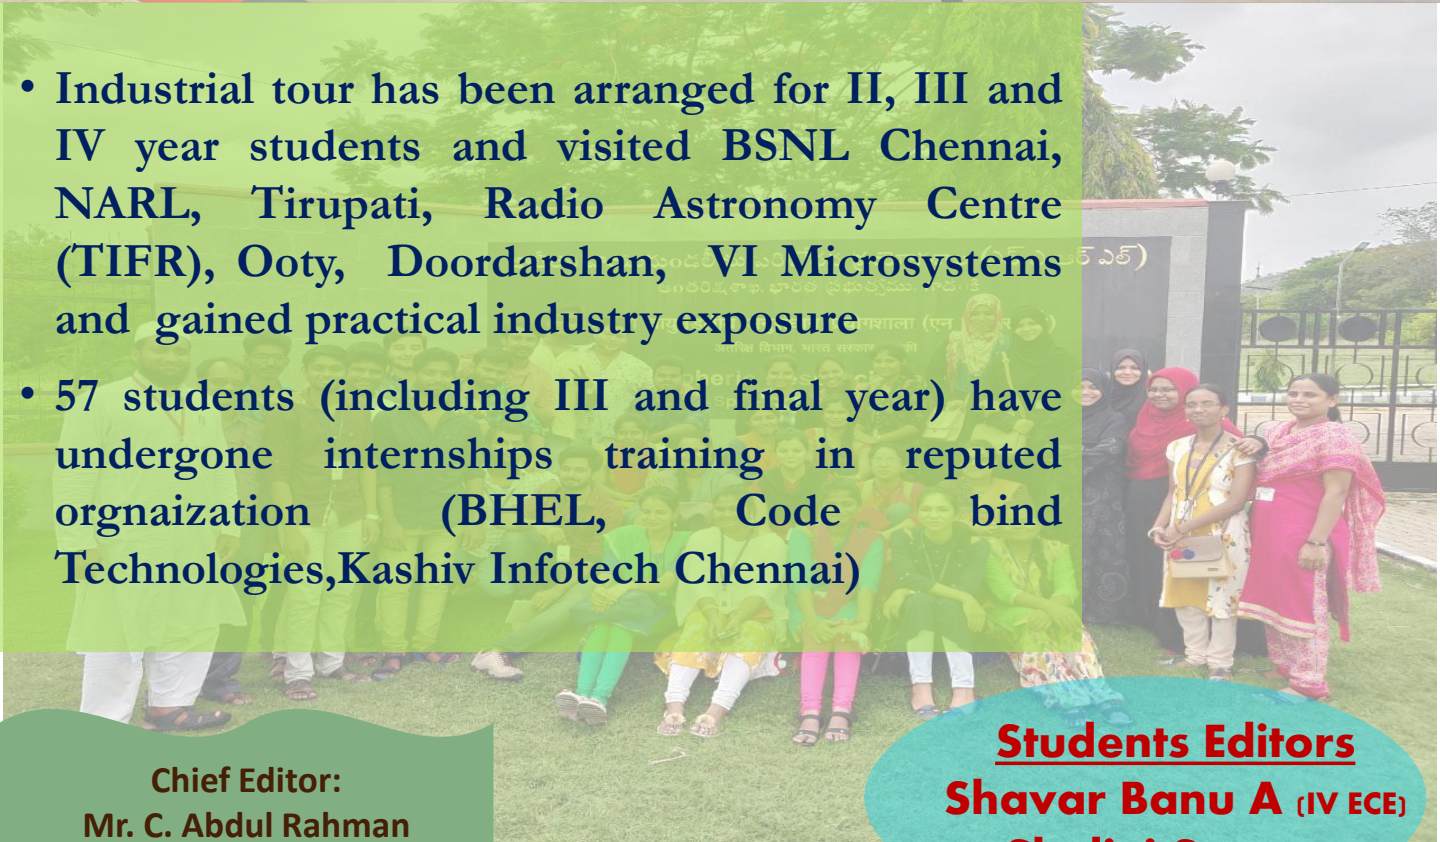 • Industrial tour has been arranged for II, III and
IV year students and visited BSNL Chennai,
NARL, Tirupati, Radio Astronomy Centre
(TIFR), Ooty, Doordarshan, VI Microsystems
and gained practical industry exposure
• 57 students (including III and final year) have
undergone internships training in reputed
orgnaization (BHEL, Code bind
Technologies,Kashiv Infotech Chennai)
Chief Editor:
Mr. C. Abdul Rahman
Students Editors
Shavar Banu A (IV ECE)